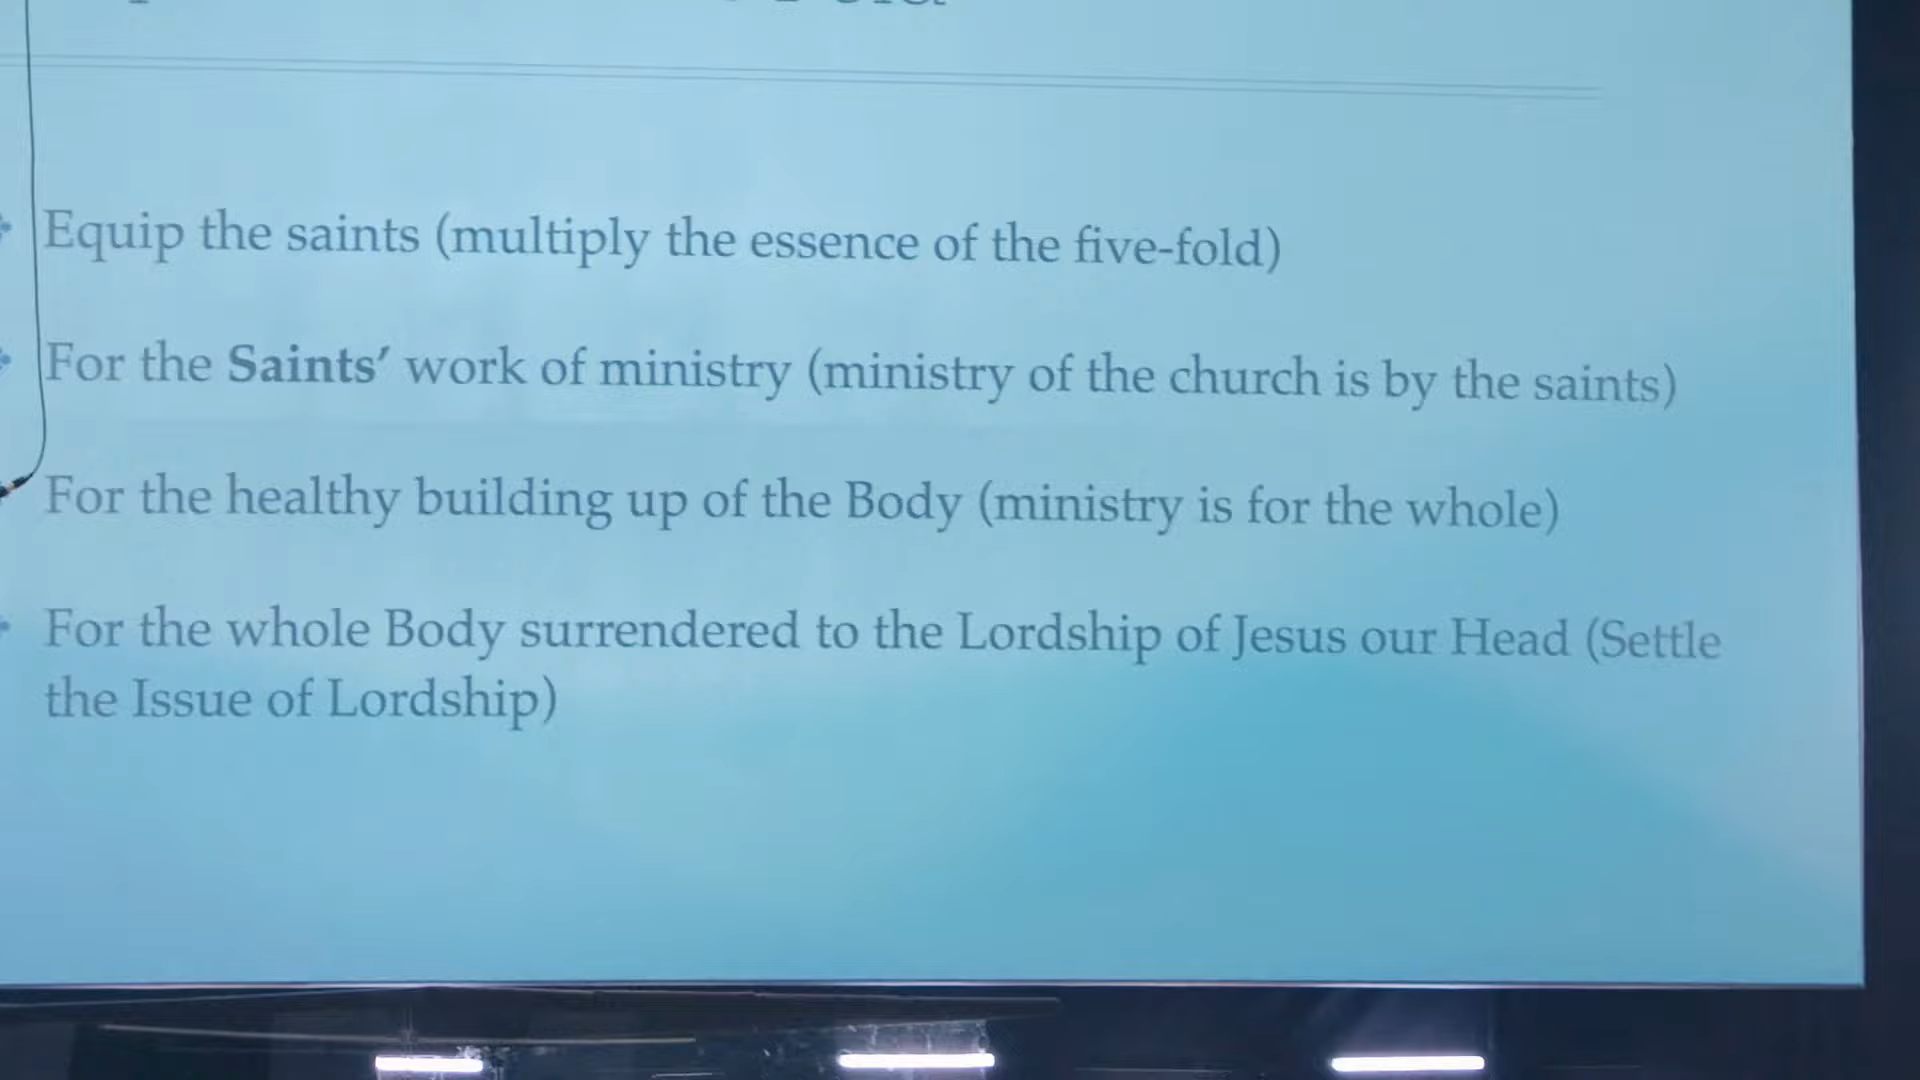 Equip the saints (multiply the essence of the five-fold)
For the Saints' work of ministry (ministry of the church is by the saints)
For the healthy building up of the Body (ministry is for the whole)
For the whole Body surrendered to the Lordship of Jesus our Head (Settle
the Issue of Lordship)